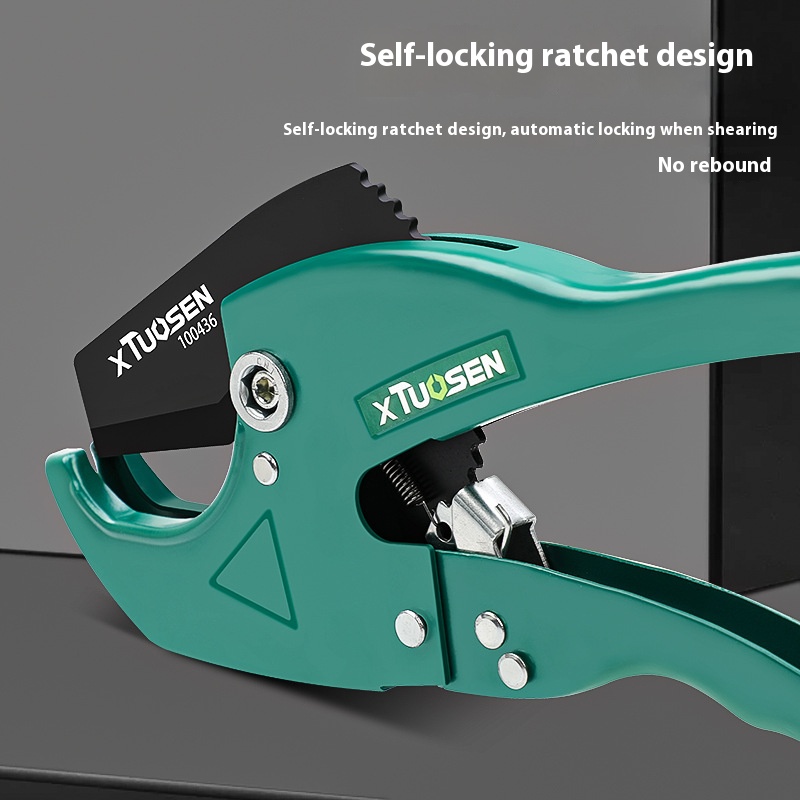 Self-locking ratchet design
Self-locking ratchet design, automatic locking when shearing
No rebound
XTUOSEN
100436
XTUOSEN